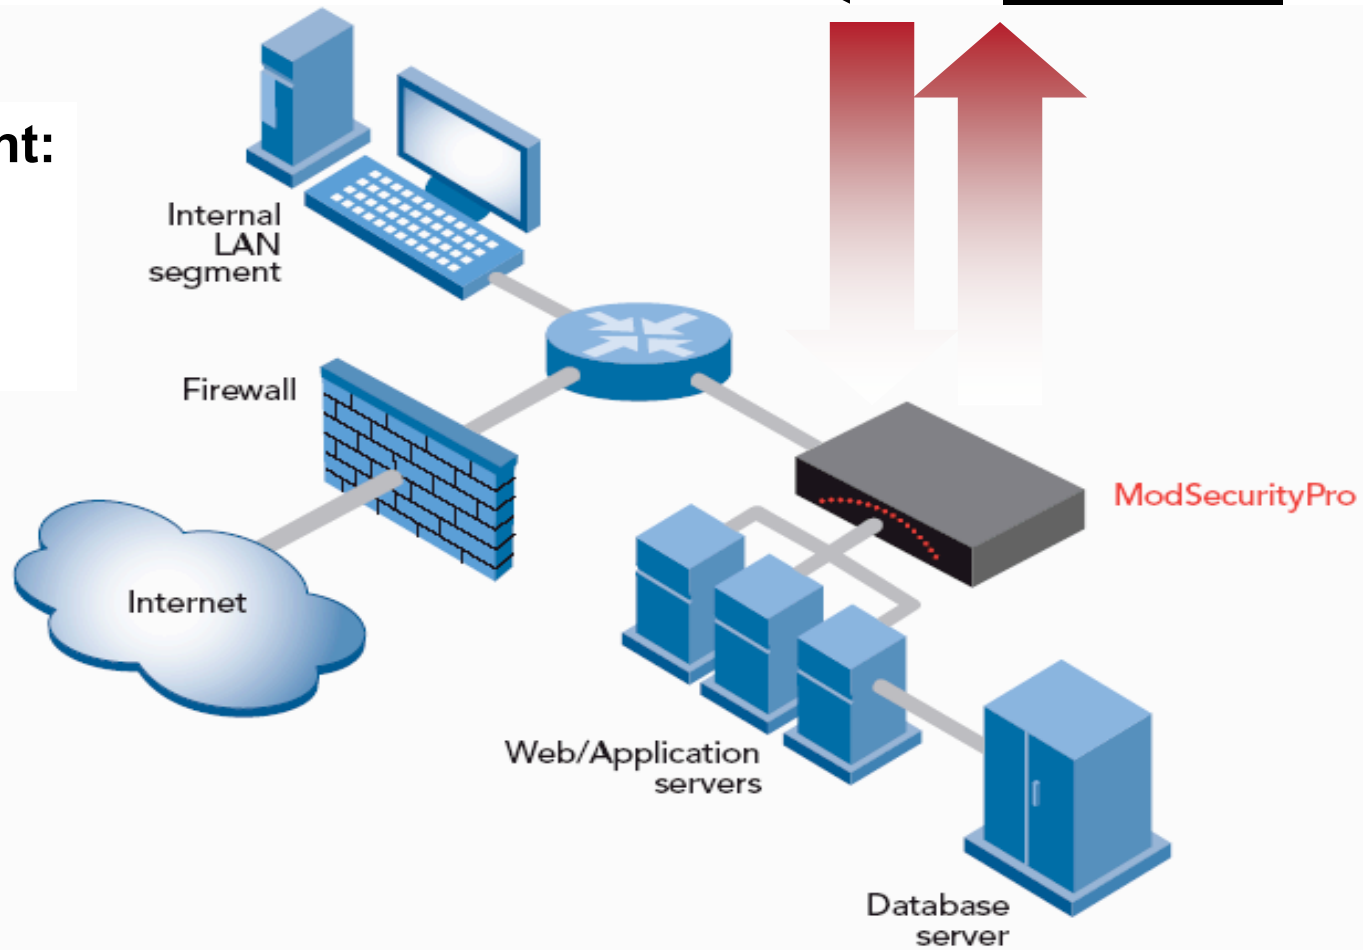 nt:
Internal
LAN
segment
Firewall
ModSecurityPro
Internet
Web/Application
servers
Database
server